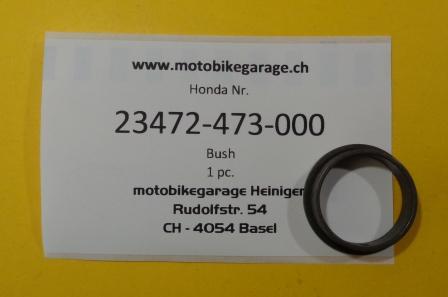 www.motobikegarage.ch
Honda Nr.
23472-473-000
Bush
1 pc.
motobikegarage Heiniger
Rudolfstr. 54
CH - 4054 Basel